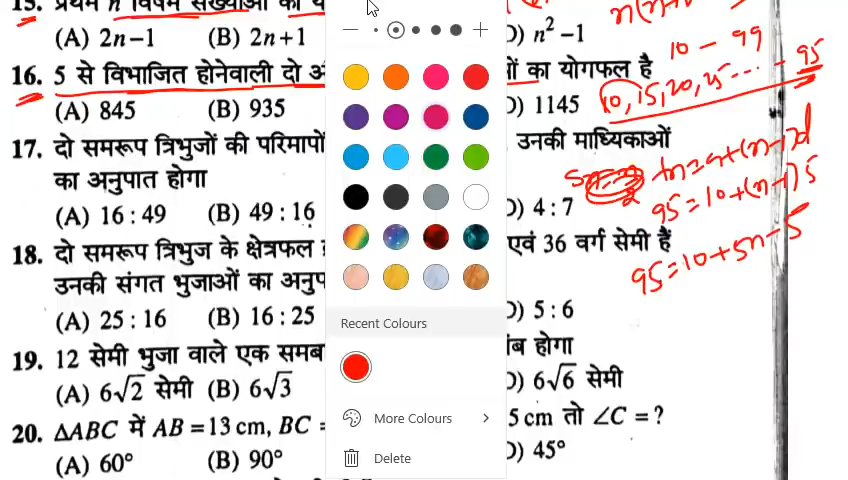 15. प्रथम n विषम संख्याओं का
(A) 2n−1 (B) 2n+1 D) n² −1
n(n+
16. 5 से विभाजित होनेवाली दो का योगफल है
10 − 99
10, 15, 20, 25 ... - 95
(A) 845 (B) 935 D) 1145
17. दो समरूप त्रिभुजों की परिमापों उनकी माध्यिकाओं
का अनुपात होगा
tn=a+(n−1)d
95=10+(n−1)5
(A) 16 : 49 (B) 49 : 16 D) 4 : 7
18. दो समरूप त्रिभुज के क्षेत्रफल एवं 36 वर्ग सेमी हैं
95=10+5n−5
उनकी संगत भुजाओं का
(A) 25 : 16 (B) 16 : 25 D) 5 : 6
19. 12 सेमी भुजा वाले एक होगा
(A) 6√2 सेमी (B) 6√3 D) 6√6 सेमी
20. ΔABC में AB = 13 cm, BC = 5 cm तो ∠C = ?
(A) 60° (B) 90° D) 45°
Recent Colours
More Colours
Delete